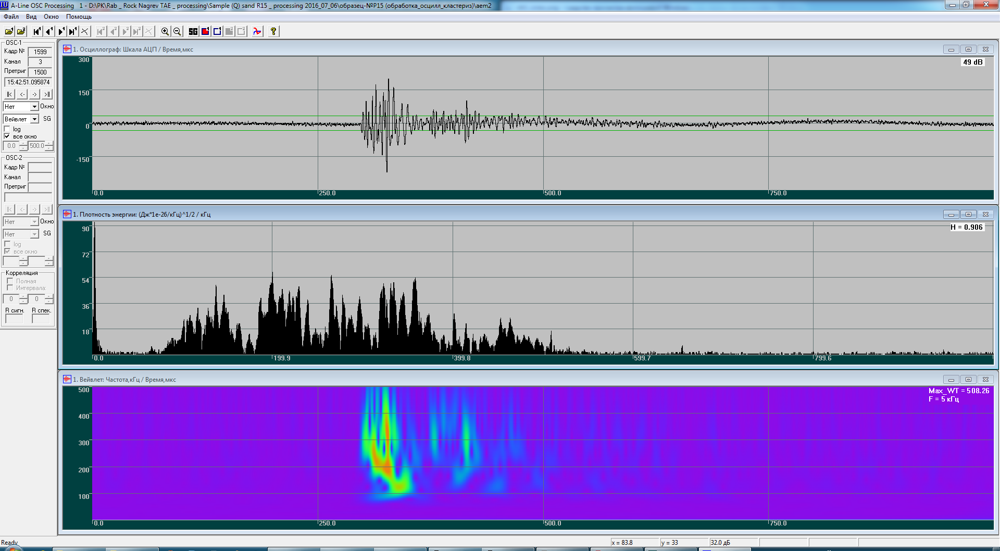 A-Line OSC Processing    1 - D:\PK\Rab _ Rock Nagrev TAE _ processing\Sample (Q) sand R15 _ processing 2016_07_06\образец-№P15 (обработка_осцилл_кластериз)\aem2
Файл Вид Окно Помощь
SG 1 1 2 2 ?
OSC-1
Кадр № 1599
Канал 3
Претриг 1500
15:42:51.095874
|<- <- -> >||
Нет Окно
Вейвлет SG
log
все окно
0.0 500.0
OSC-2
Кадр №
Канал
Претриг
Нет Окно
Нет SG
log
все окно
Корреляция
Полная
Интервала:
0 0
R сигн. R спек.
1. Осциллограф: Шкала АЦП / Время,мкс
49 dB
300
150
0
-150
0.0 250.0 500.0 750.0
1. Плотность энергии: (Дж*1e-26/кГц)^1/2 / кГц
H = 0.906
90
72
54
36
18
0.0 199.9 399.8 599.7 799.6
1. Вейвлет: Частота,кГц / Время,мкс
Max_WT = 508.26
F = 5 кГц
500
400
300
200
100
0.0 250.0 500.0 750.0
Ready x = 83.8 y = 33 32.0 дБ